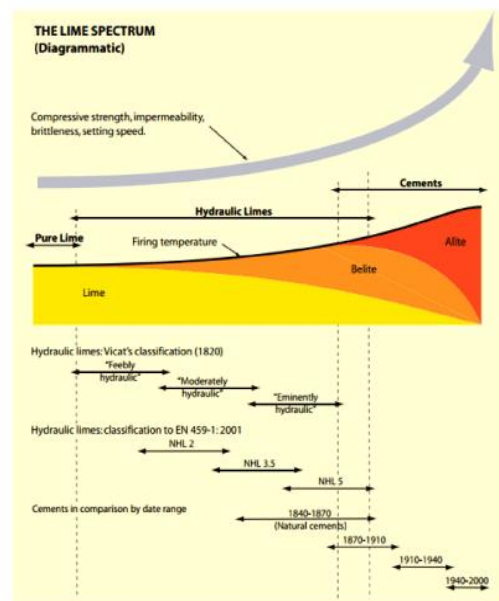 THE LIME SPECTRUM
(Diagrammatic)
Compressive strength, impermeability,
brittleness, setting speed.
Cements
Hydraulic Limes
Pure Lime
Firing temperature
Alite
Belite
Lime
Hydraulic limes: Vicat's classification (1820)
"Feebly
hydraulic"
"Moderately
hydraulic"
"Eminently
hydraulic"
Hydraulic limes: classification to EN 459-1: 2001
NHL 2
NHL 3.5
NHL 5
Cements in comparison by date range
1840-1870
(Natural cements)
1870-1910
1910-1940
1940-2000